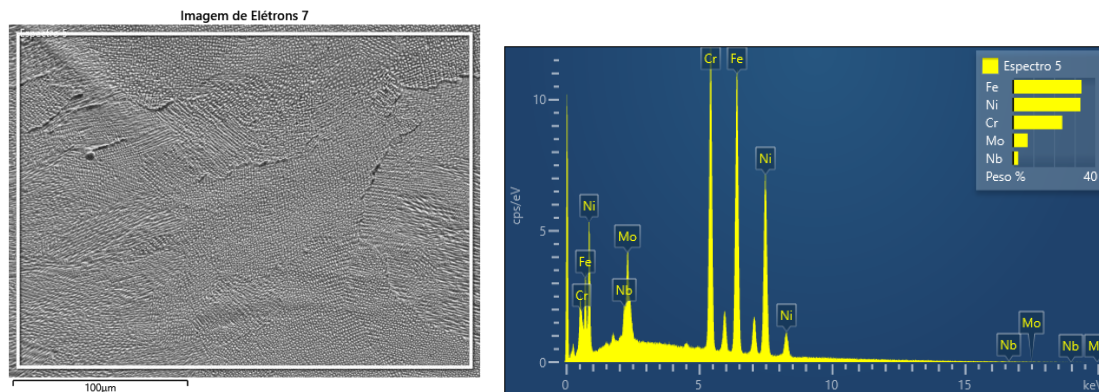 Imagem de Elétrons 7
100µm
cps/eV
10
5
0
Cr
Fe
Ni
Ni
Fe
Cr
Mo
Nb
Ni
Nb
Mo
Nb
0
5
10
15
keV
Espectro 5
Fe
Ni
Cr
Mo
Nb
Peso %
40